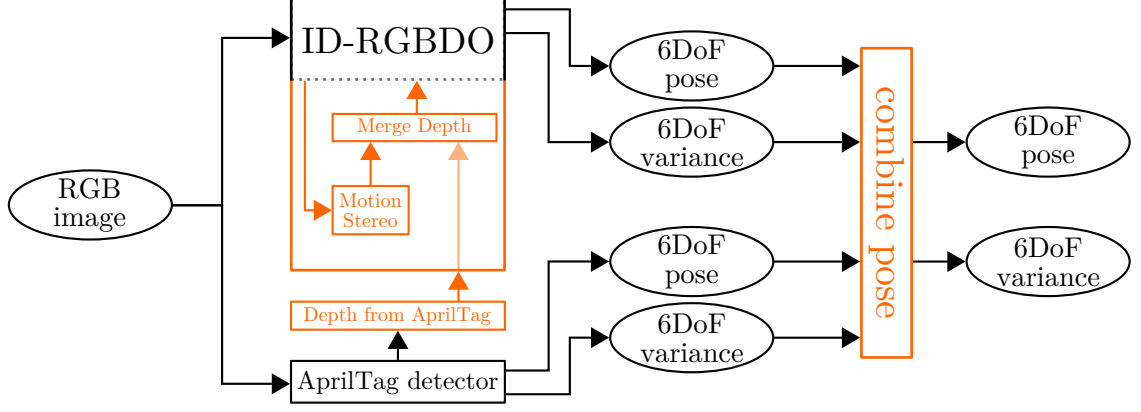 RGB
image
ID-RGBDO
Merge Depth
Motion
Stereo
Depth from AprilTag
AprilTag detector
6DoF
pose
6DoF
variance
6DoF
pose
6DoF
variance
combine pose
6DoF
pose
6DoF
variance